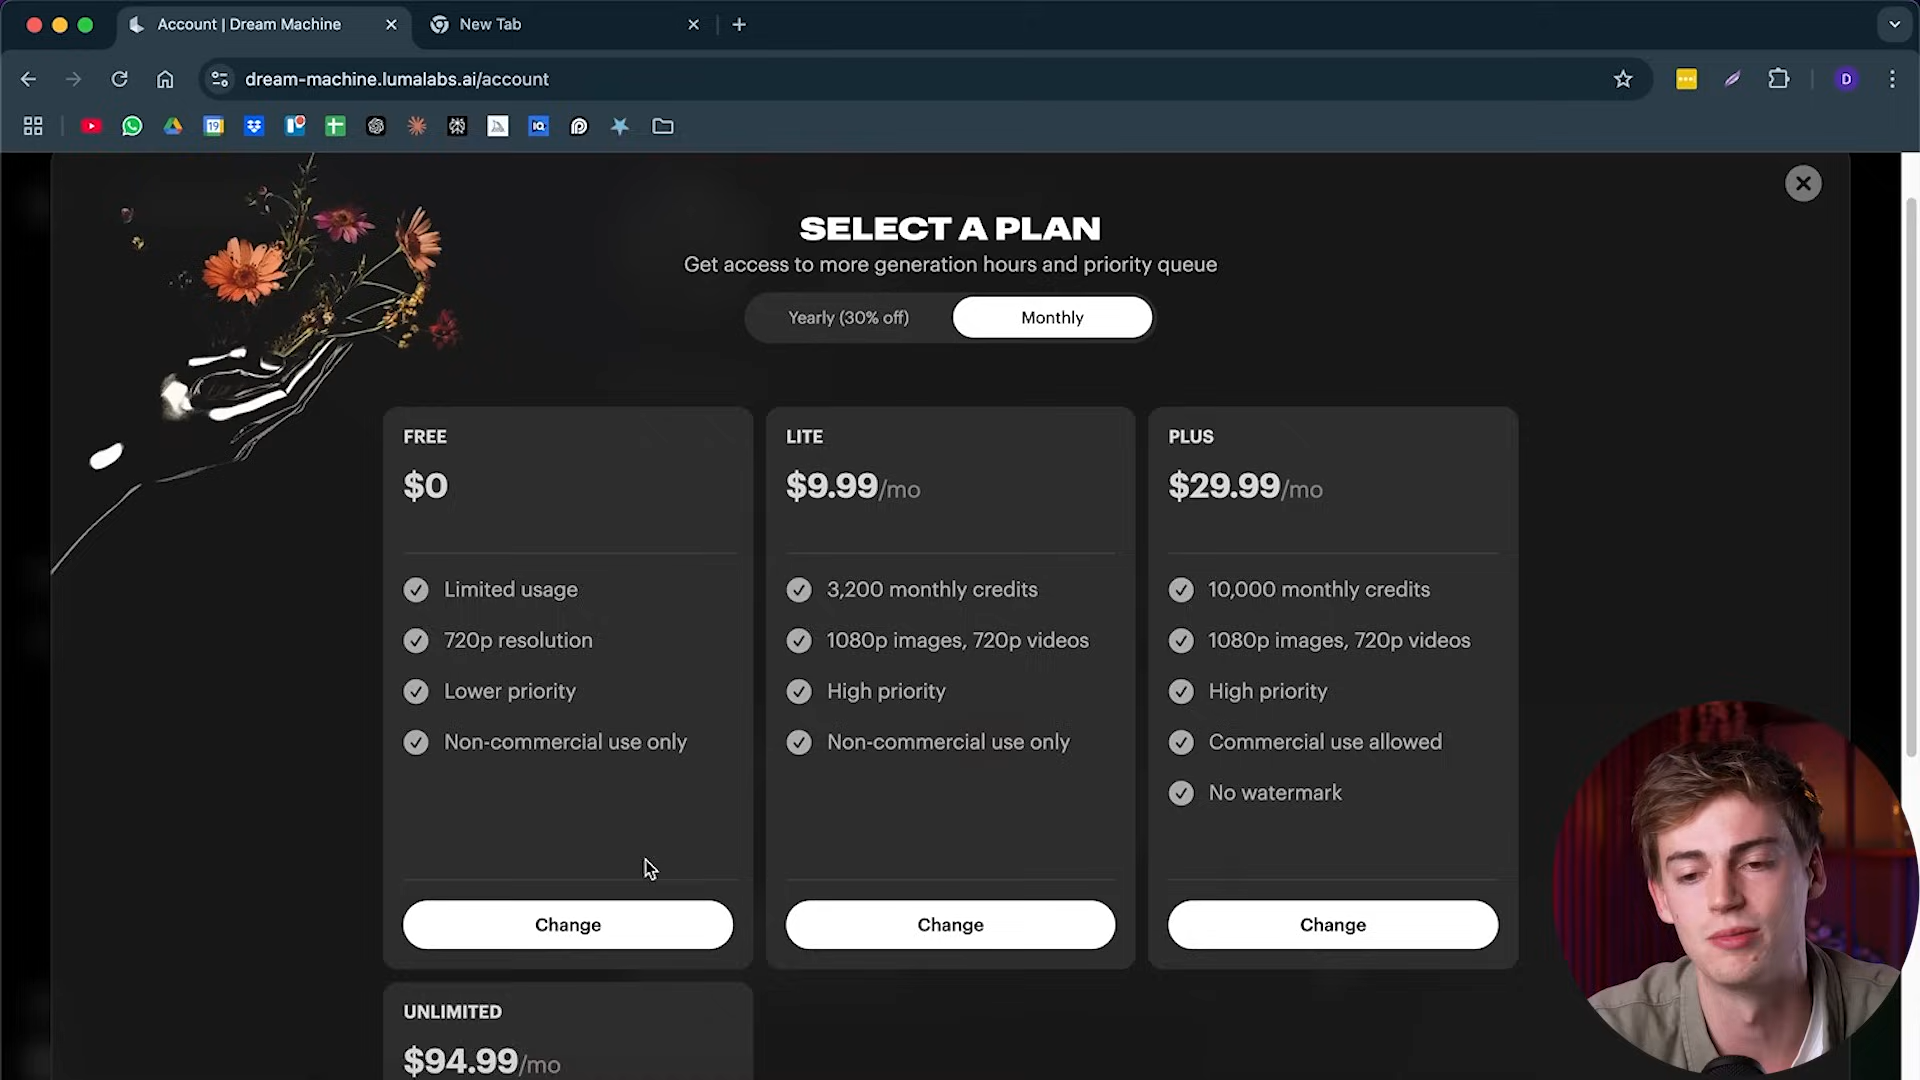 Account | Dream Machine
New Tab
dream-machine.lumalabs.ai/account
D
19
IQ
SELECT A PLAN
Get access to more generation hours and priority queue
Yearly (30% off)
Monthly
FREE
$0
Limited usage
720p resolution
Lower priority
Non-commercial use only
Change
LITE
$9.99/mo
3,200 monthly credits
1080p images, 720p videos
High priority
Non-commercial use only
Change
PLUS
$29.99/mo
10,000 monthly credits
1080p images, 720p videos
High priority
Commercial use allowed
No watermark
Change
UNLIMITED
$94.99/mo